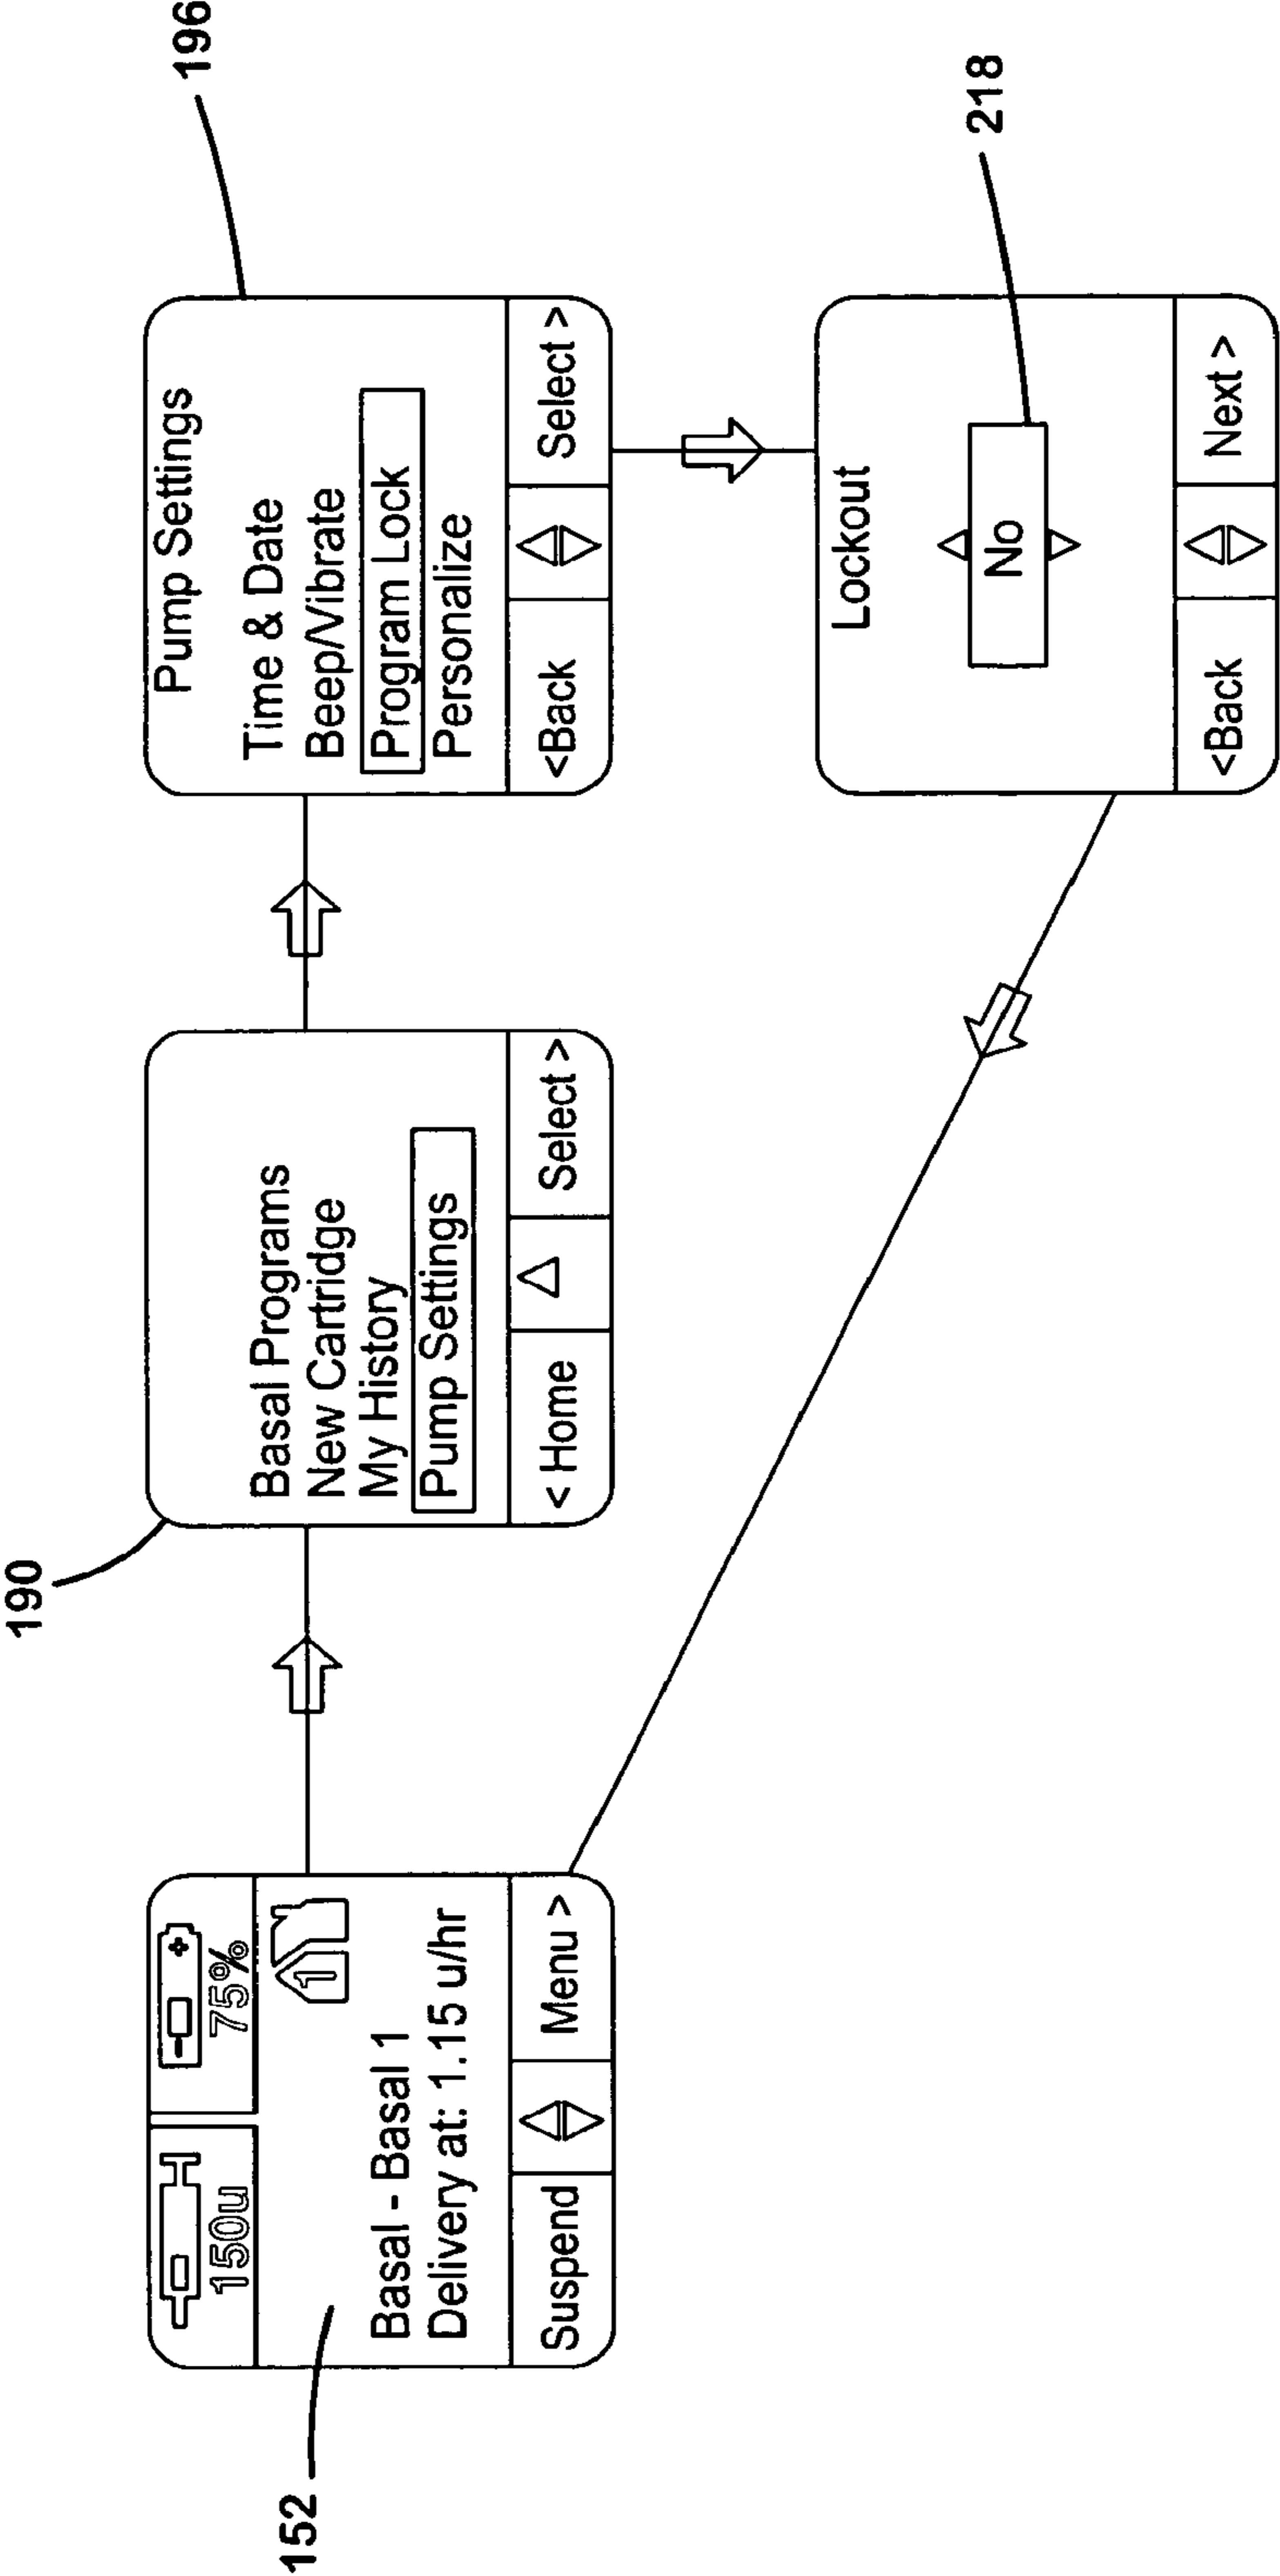 152
150u
75%
1
Basal - Basal 1
Delivery at: 1.15 u/hr
Suspend
Menu >
190
Basal Programs
New Cartridge
My History
Pump Settings
< Home
Select >
196
Pump Settings
Time & Date
Beep/Vibrate
Program Lock
Personalize
<Back
Select >
218
Lockout
No
<Back
Next >